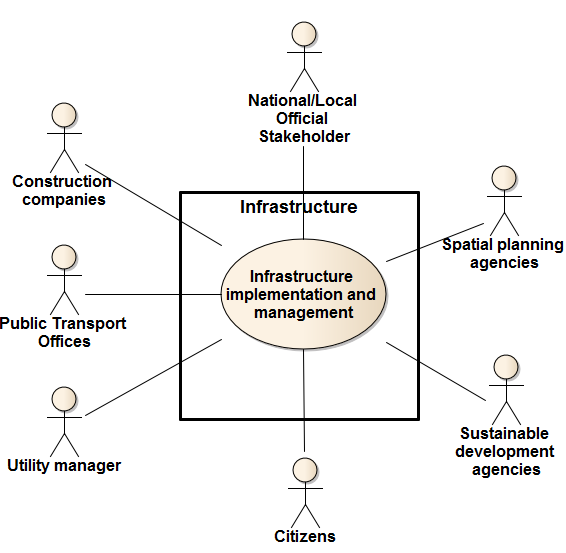 National/Local
Official
Stakeholder
Construction
companies
Infrastructure
Spatial planning
agencies
Infrastructure
implementation and
management
Public Transport
Offices
Utility manager
Sustainable
development
agencies
Citizens